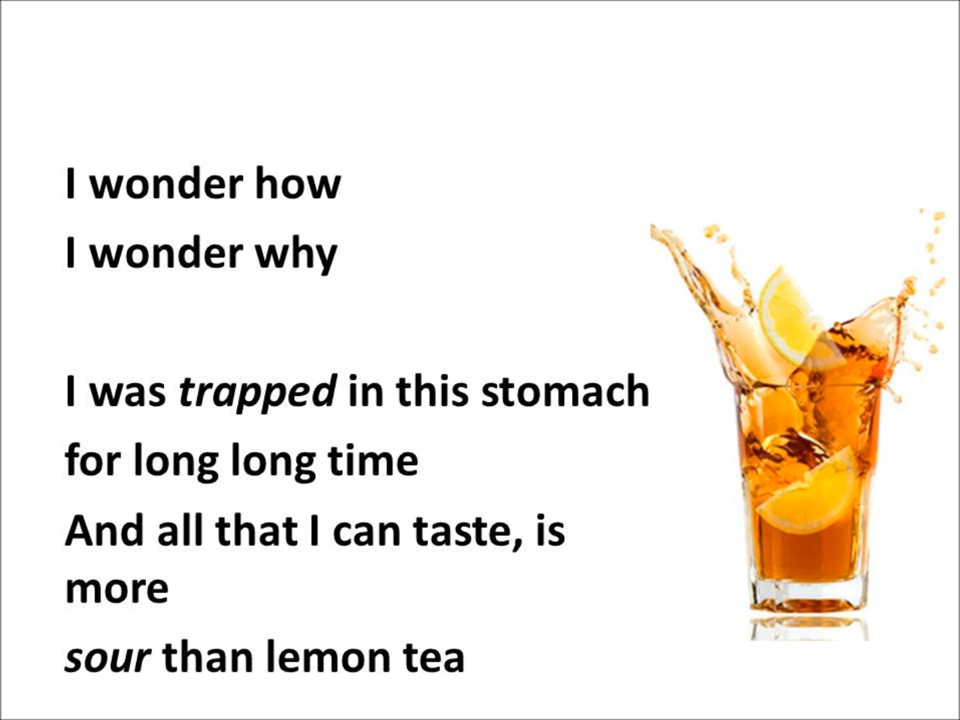 I wonder how
I wonder why
I was trapped in this stomach
for long long time
And all that I can taste, is
more
sour than lemon tea